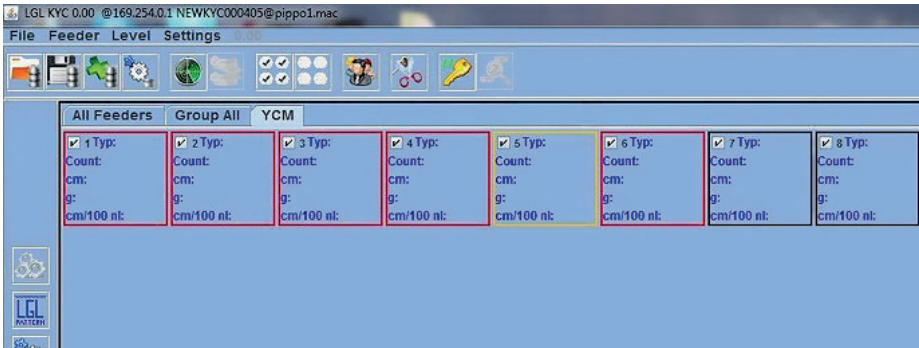 LGL KYC 0.00 @169.254.0.1 NEWKYC000405@pippo1.mac
File Feeder Level Settings 0.00
All Feeders Group All YCM
1 Typ: 2 Typ: 3 Typ: 4 Typ: 5 Typ: 6 Typ: 7 Typ: 8 Typ:
Count: Count: Count: Count: Count: Count: Count: Count:
cm: cm: cm: cm: cm: cm: cm: cm:
g: g: g: g: g: g: g: g:
cm/100 nl: cm/100 nl: cm/100 nl: cm/100 nl: cm/100 nl: cm/100 nl: cm/100 nl: cm/100 nl:
LGL
PATTERN